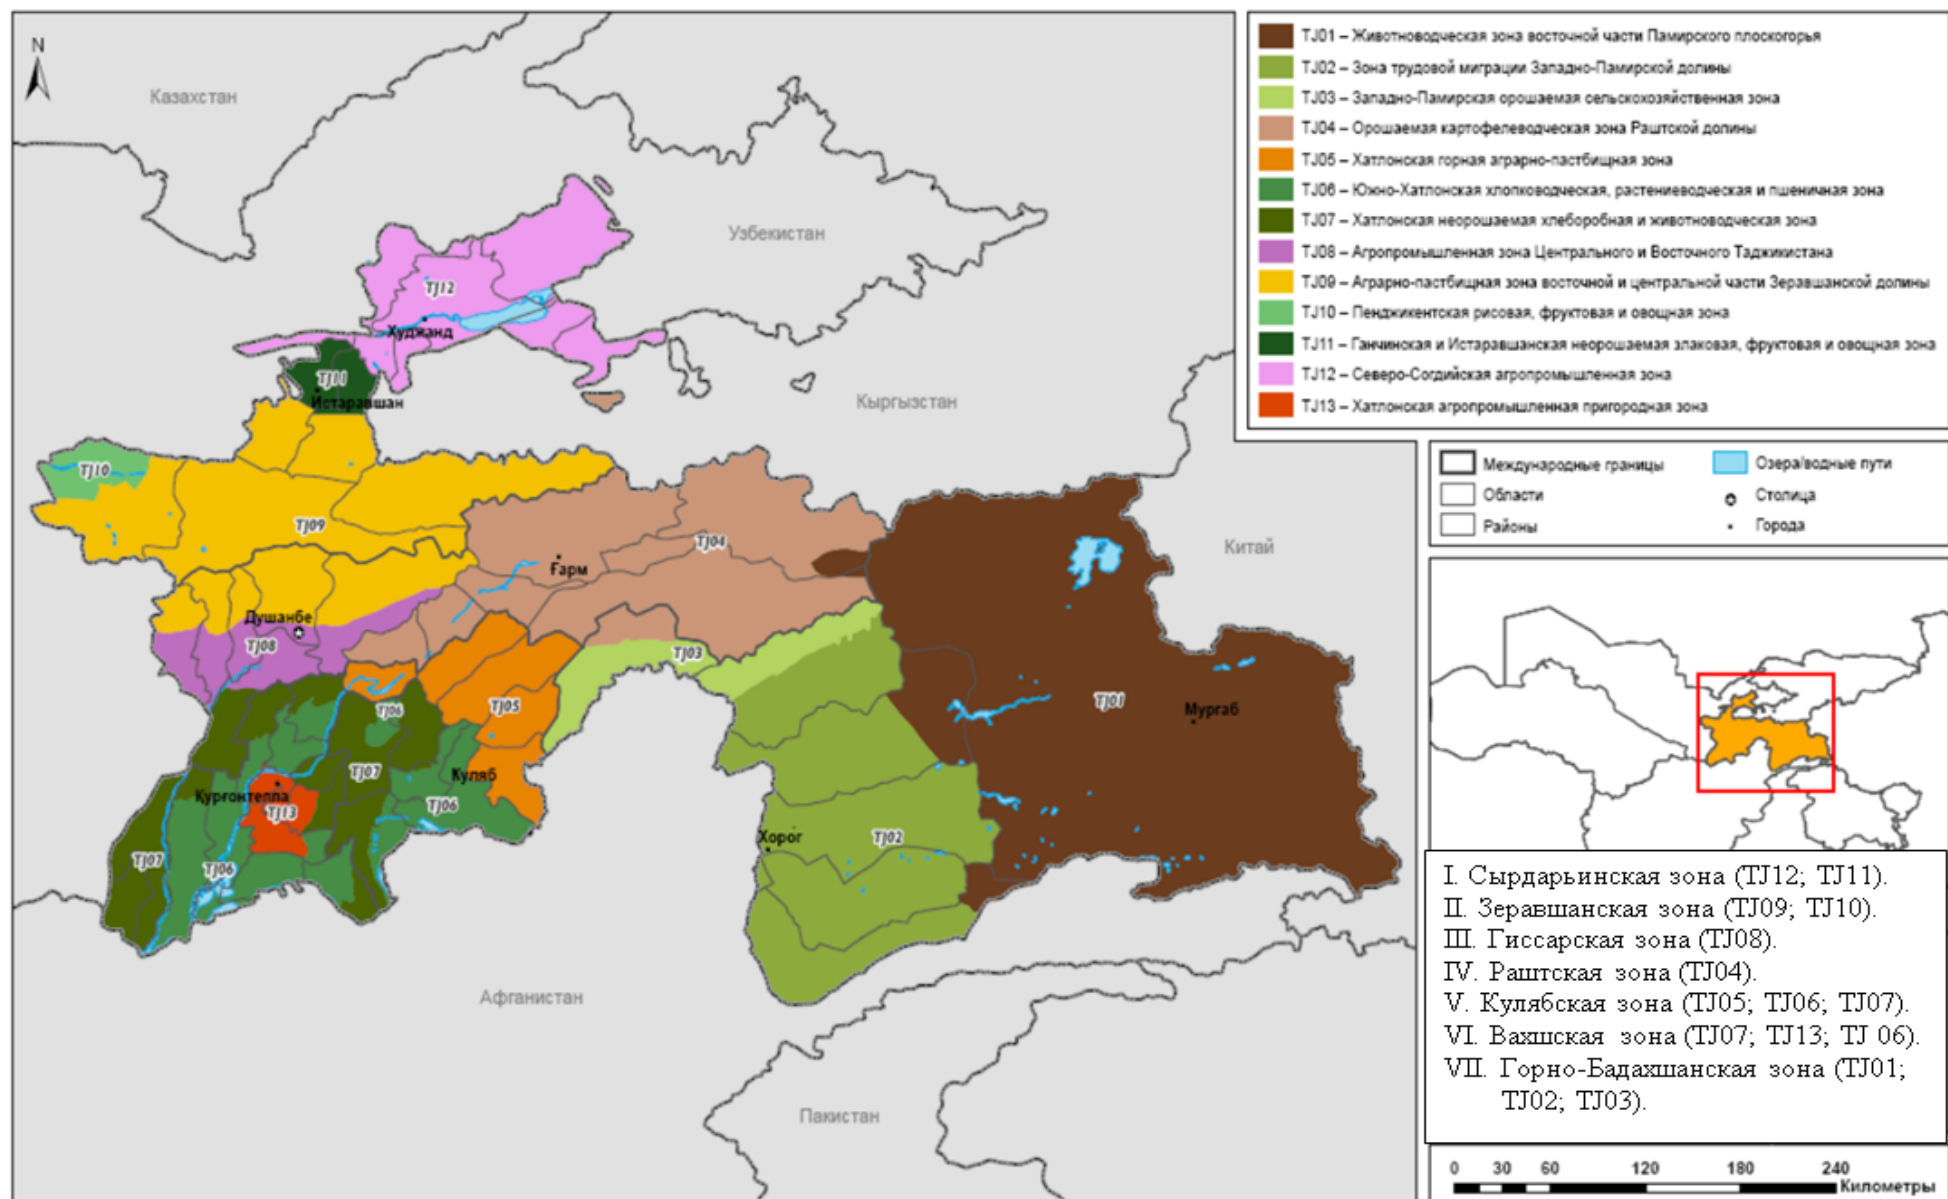 N
Казахстан
Узбекистан
Кыргызстан
Китай
Афганистан
Пакистан
TJ12
Худжанд
TJ11
Истаравшан
TJ10
TJ09
TJ04
Ғарм
Душанбе
TJ08
TJ03
TJ05
TJ06
TJ01
Мургаб
TJ07
Куляб
Қурғонтеппа
TJ13
TJ06
TJ07
TJ06
Хорог
TJ02
TJ01 – Животноводческая зона восточной части Памирского плоскогорья
TJ02 – Зона трудовой миграции Западно-Памирской долины
TJ03 – Западно-Памирская орошаемая сельскохозяйственная зона
TJ04 – Орошаемая картофелеводческая зона Раштской долины
TJ05 – Хатлонская горная аграрно-пастбищная зона
TJ06 – Южно-Хатлонская хлопководческая, растениеводческая и пшеничная зона
TJ07 – Хатлонская неорошаемая хлеборобная и животноводческая зона
TJ08 – Агропромышленная зона Центрального и Восточного Таджикистана
TJ09 – Аграрно-пастбищная зона восточной и центральной части Зеравшанской долины
TJ10 – Пенджикентская рисовая, фруктовая и овощная зона
TJ11 – Ганчинская и Истаравшанская неорошаемая злаковая, фруктовая и овощная зона
TJ12 – Северо-Согдийская агропромышленная зона
TJ13 – Хатлонская агропромышленная пригородная зона
Международные границы
Области
Районы
Озера/водные пути
Столица
Города
I. Сырдарьинская зона (TJ12; TJ11).
II. Зеравшанская зона (TJ09; TJ10).
III. Гиссарская зона (TJ08).
IV. Раштская зона (TJ04).
V. Кулябская зона (TJ05; TJ06; TJ07).
VI. Вахшская зона (TJ07; TJ13; TJ 06).
VII. Горно-Бадахшанская зона (TJ01;
TJ02; TJ03).
0 30 60 120 180 240
Километры